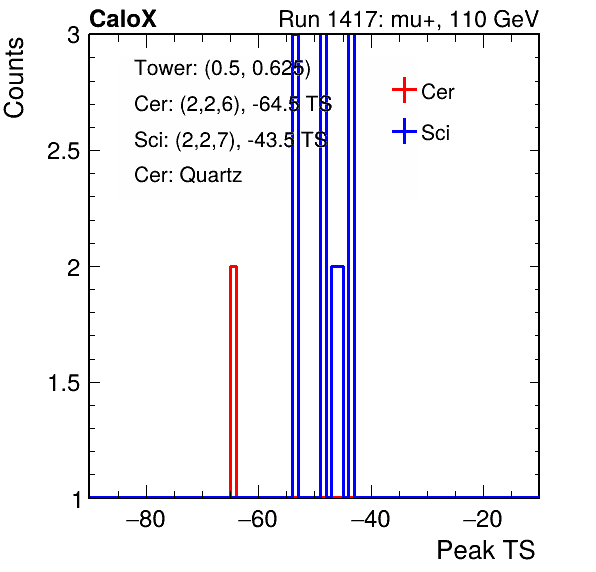 CaloX Run 1417: mu+, 110 GeV
Counts
3
2.5
2
1.5
1
Tower: (0.5, 0.625)
Cer: (2,2,6), -64.5 TS
Sci: (2,2,7), -43.5 TS
Cer: Quartz
Cer
Sci
−80 −60 −40 −20
Peak TS